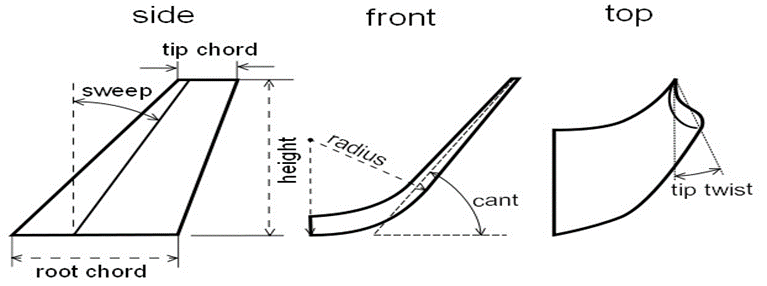 side
front
top
tip chord
sweep
height
radius
cant
tip twist
root chord